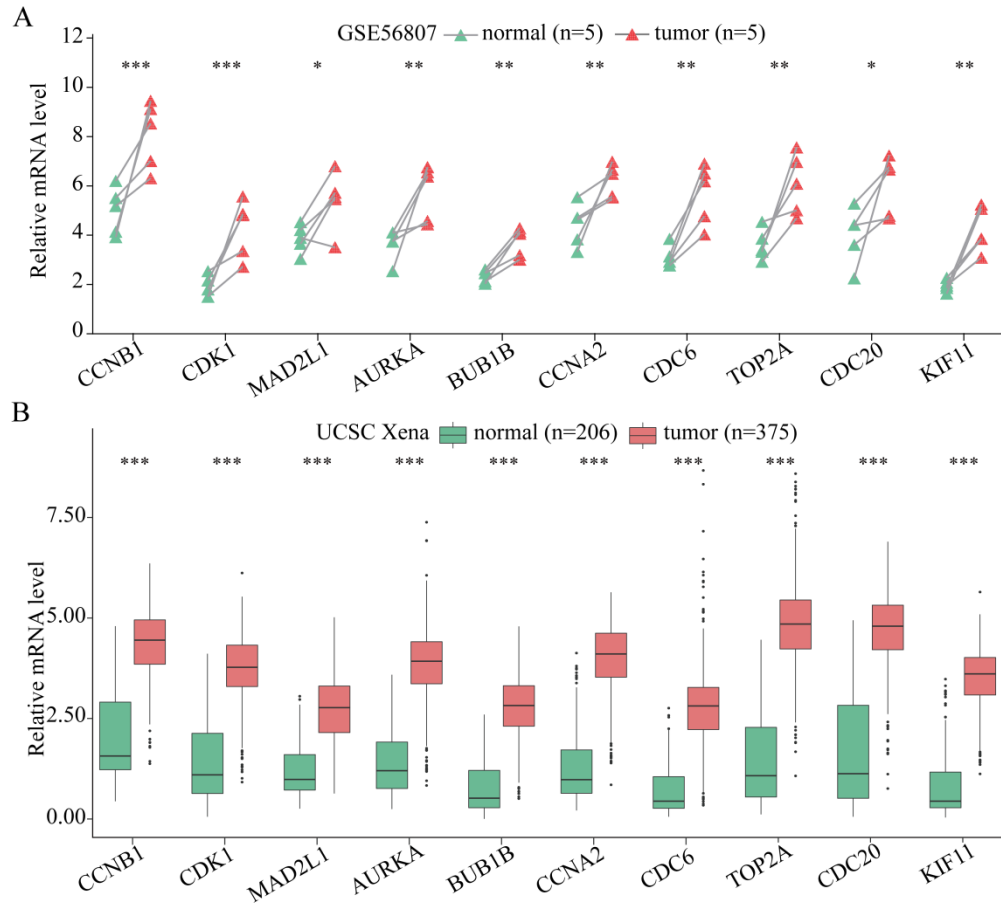 A
GSE56807 normal (n=5) tumor (n=5)
12
*** *** * ** ** ** ** ** * **
10
8
6
4
2
0
Relative mRNA level
CCNB1 CDK1 MAD2L1 AURKA BUB1B CCNA2 CDC6 TOP2A CDC20 KIF11
B
UCSC Xena normal (n=206) tumor (n=375)
*** *** *** *** *** *** *** *** *** ***
7.50
5.00
2.50
0.00
Relative mRNA level
CCNB1 CDK1 MAD2L1 AURKA BUB1B CCNA2 CDC6 TOP2A CDC20 KIF11